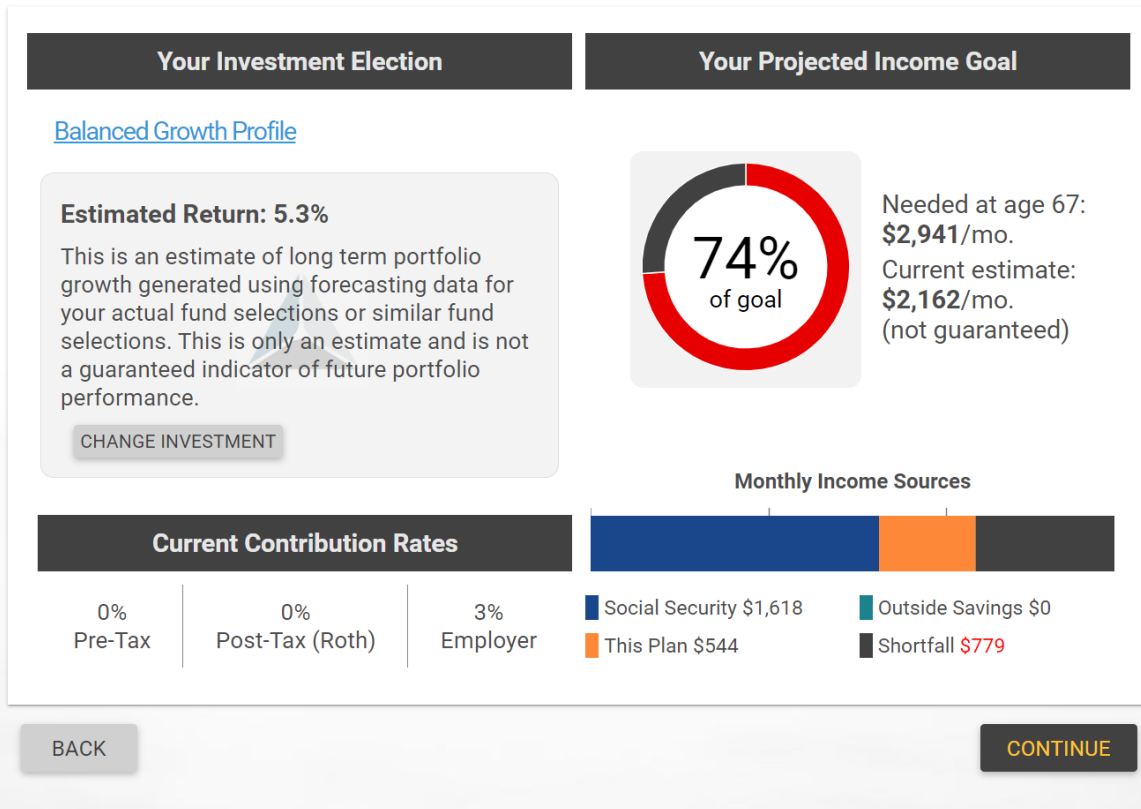 Your Investment Election
Balanced Growth Profile
Estimated Return: 5.3%
This is an estimate of long term portfolio
growth generated using forecasting data for
your actual fund selections or similar fund
selections. This is only an estimate and is not
a guaranteed indicator of future portfolio
performance.
CHANGE INVESTMENT
Current Contribution Rates
0%
Pre-Tax
0%
Post-Tax (Roth)
3%
Employer
Your Projected Income Goal
74%
of goal
Needed at age 67:
$2,941/mo.
Current estimate:
$2,162/mo.
(not guaranteed)
Monthly Income Sources
Social Security $1,618
Outside Savings $0
This Plan $544
Shortfall $779
BACK
CONTINUE